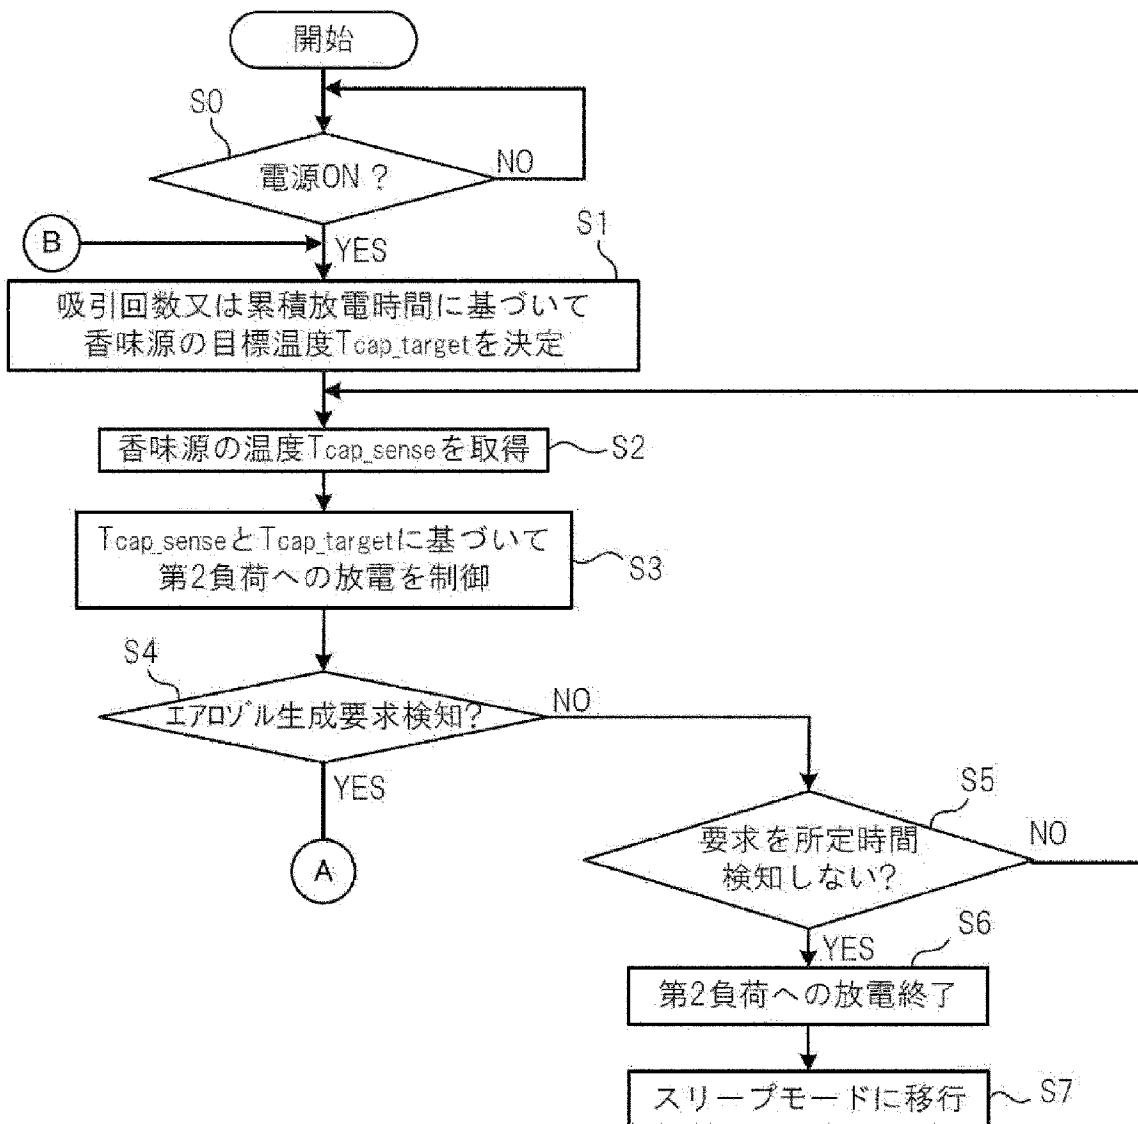 開始
S0
電源ON？
NO
B
YES
S1
吸引回数又は累積放電時間に基づいて
香味源の目標温度Tcap_targetを決定
香味源の温度Tcap_senseを取得
S2
Tcap_senseとTcap_targetに基づいて
第2負荷への放電を制御
S3
S4
ｴｱﾛｿﾞﾙ生成要求検知?
NO
YES
A
S5
要求を所定時間
検知しない?
NO
YES
S6
第2負荷への放電終了
スリープモードに移行
S7